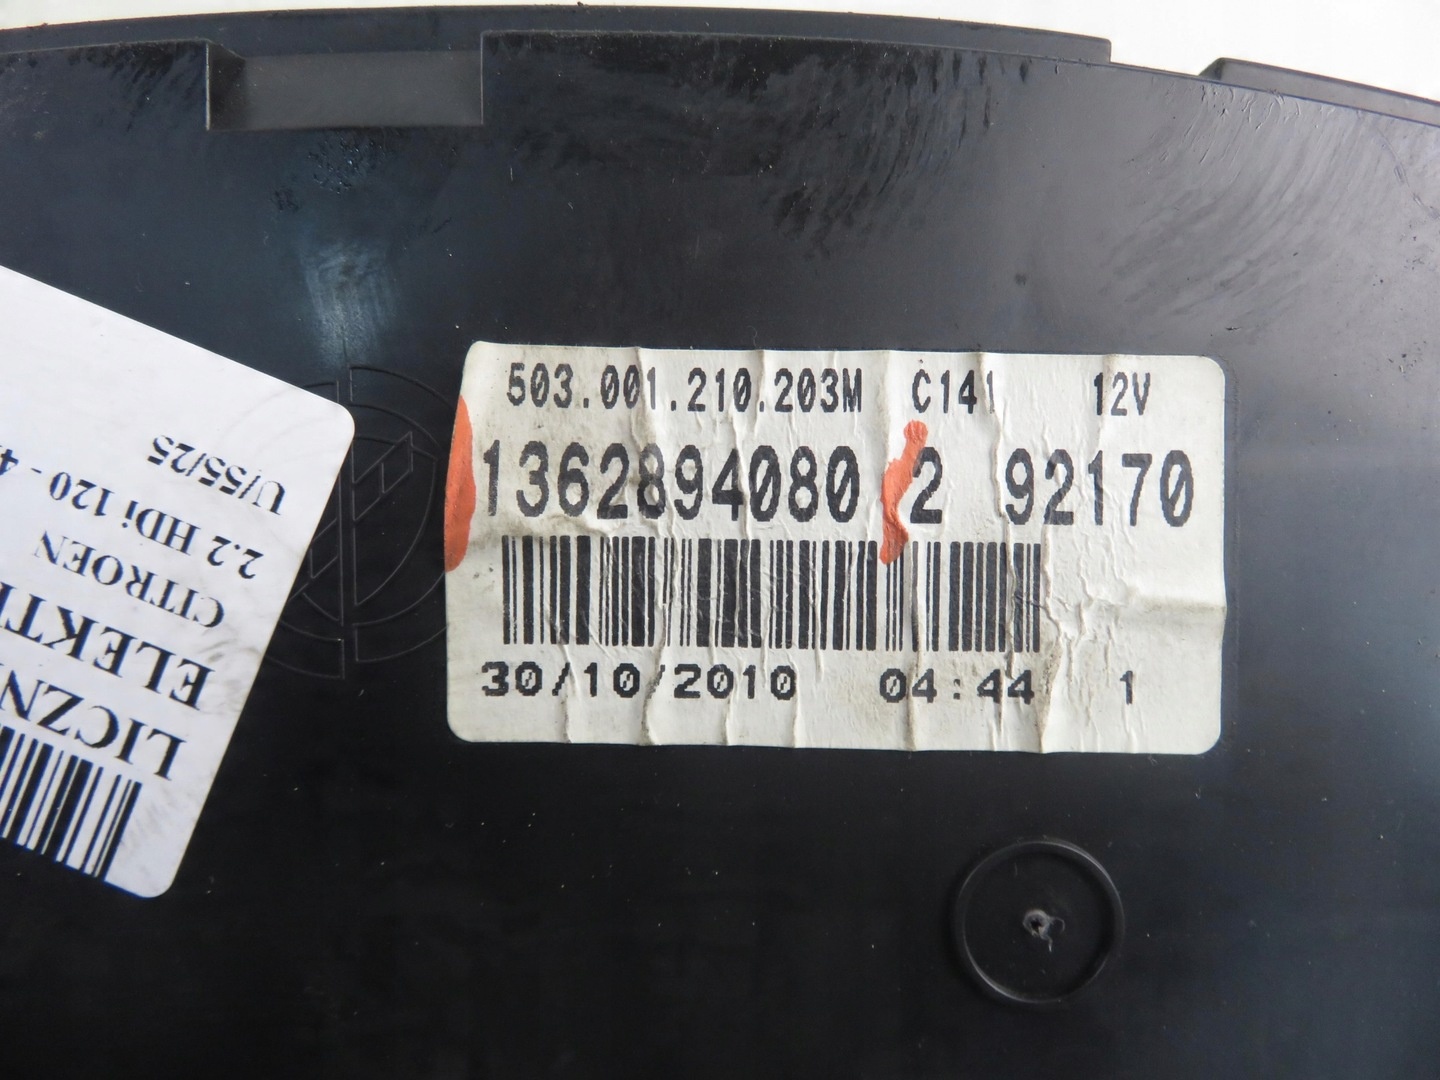 503.001.210.203M C141 12V
1362894080 2 92170
30/10/2010 04:44 1
LICZN
ELEKT
CITROEN
2.2 HDi 120 - 4
U/55/25